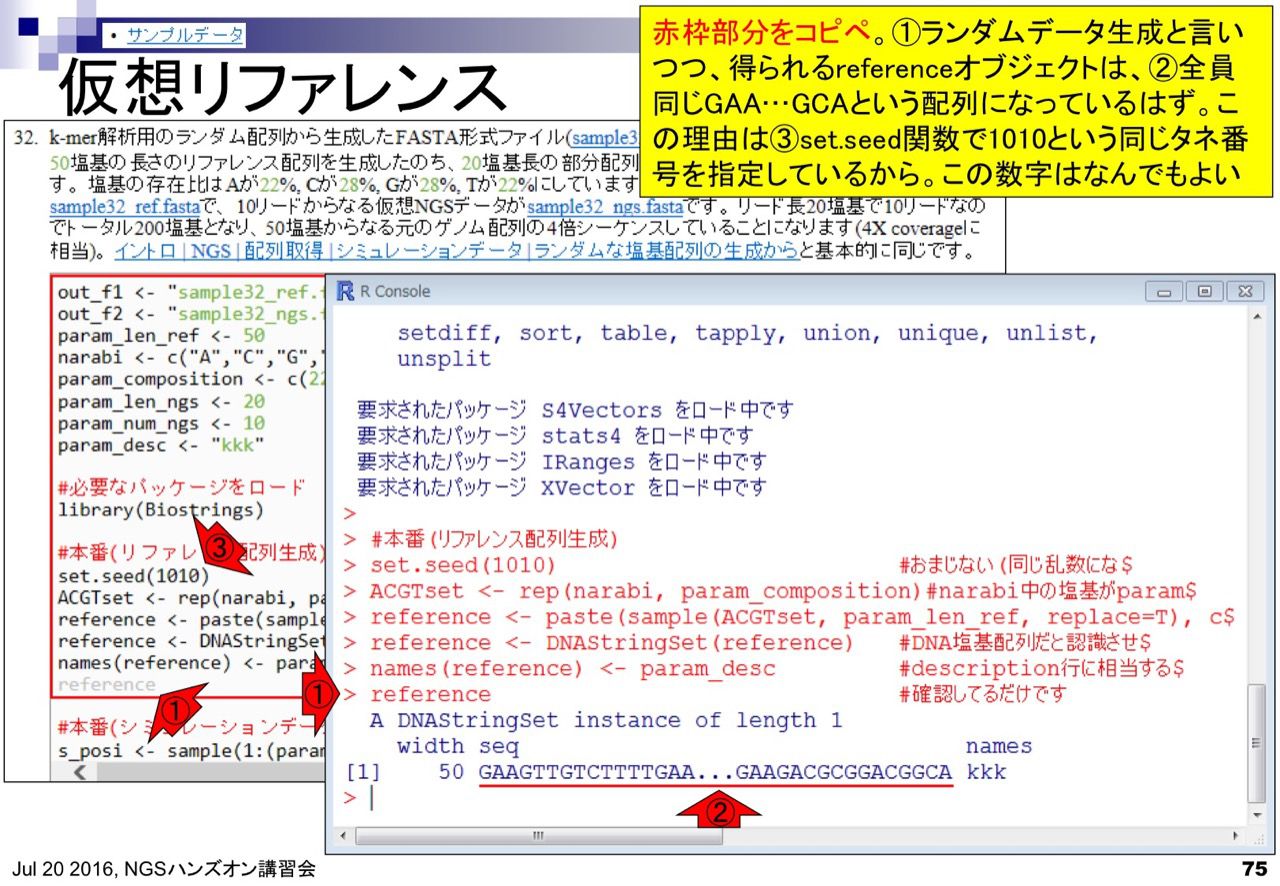 ・サンプルデータ
仮想リファレンス
赤枠部分をコピペ。①ランダムデータ生成と言い
つつ、得られるreferenceオブジェクトは、②全員
同じGAA…GCAという配列になっているはず。こ
の理由は③set.seed関数で1010という同じタネ番
号を指定しているから。この数字はなんでもよい
32. k-mer解析用のランダム配列から生成したFASTA形式ファイル(sample3
50塩基の長さのリファレンス配列を生成したのち、20塩基長の部分配列
す。塩基の存在比はAが22%, Cが28%, Gが28%, Tが22%にしています
sample32_ref.fastaで、10リードからなる仮想NGSデータがsample32_ngs.fastaです。リード長20塩基で10リードなの
でトータル200塩基となり、50塩基からなる元のゲノム配列の4倍シーケンスしていることになります(4X coverageに
相当)。イントロ | NGS | 配列取得 | シミュレーションデータ | ランダムな塩基配列の生成からと基本的に同じです。
out_f1 <- "sample32_ref.f
out_f2 <- "sample32_ngs.f
param_len_ref <- 50
narabi <- c("A","C","G","
param_composition <- c(22
param_len_ngs <- 20
param_num_ngs <- 10
param_desc <- "kkk"
#必要なパッケージをロード
library(Biostrings)
③
#本番(リファレ 配列生成)
set.seed(1010)
ACGTset <- rep(narabi, pa
reference <- paste(sample
reference <- DNAStringSet
names(reference) <- para
reference
①
①
#本番(シミュレーションデー
s_posi <- sample(1:(param
R Console
setdiff, sort, table, tapply, union, unique, unlist,
unsplit
要求されたパッケージ S4Vectors をロード中です
要求されたパッケージ stats4 をロード中です
要求されたパッケージ IRanges をロード中です
要求されたパッケージ XVector をロード中です
>
> #本番(リファレンス配列生成)
> set.seed(1010) #おまじない(同じ乱数にな$
> ACGTset <- rep(narabi, param_composition)#narabi中の塩基がparam$
> reference <- paste(sample(ACGTset, param_len_ref, replace=T), c$
> reference <- DNAStringSet(reference) #DNA塩基配列だと認識させ$
> names(reference) <- param_desc #description行に相当する$
> reference #確認してるだけです
A DNAStringSet instance of length 1
width seq names
[1] 50 GAAGTTGTCTTTTGAA...GAAGACGCGGACGGCA kkk
>
②
Jul 20 2016, NGSハンズオン講習会
75